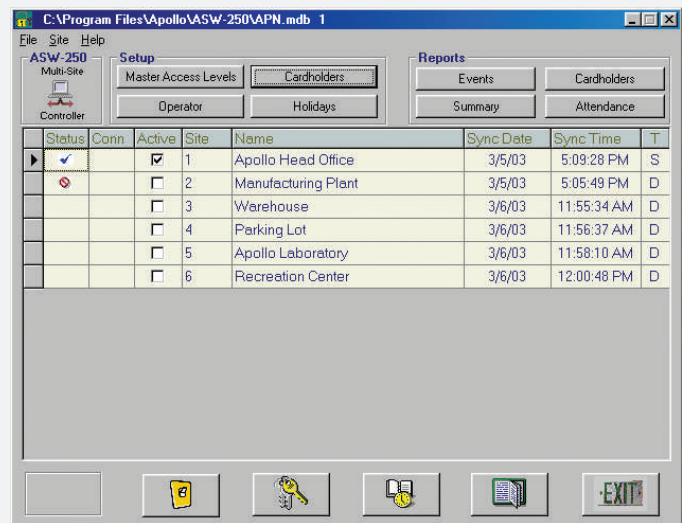 C:\Program Files\Apollo\ASW-250\APN.mdb 1
File Site Help
ASW-250
Multi-Site
Controller
Setup
Master Access Levels Cardholders
Operator Holidays
Reports
Events Cardholders
Summary Attendance
Status Conn Active Site Name Sync Date Sync Time T
1 Apollo Head Office 3/5/03 5:09:28 PM S
2 Manufacturing Plant 3/5/03 5:05:49 PM D
3 Warehouse 3/6/03 11:55:34 AM D
4 Parking Lot 3/6/03 11:56:37 AM D
5 Apollo Laboratory 3/6/03 11:58:10 AM D
6 Recreation Center 3/6/03 12:00:48 PM D
EXIT